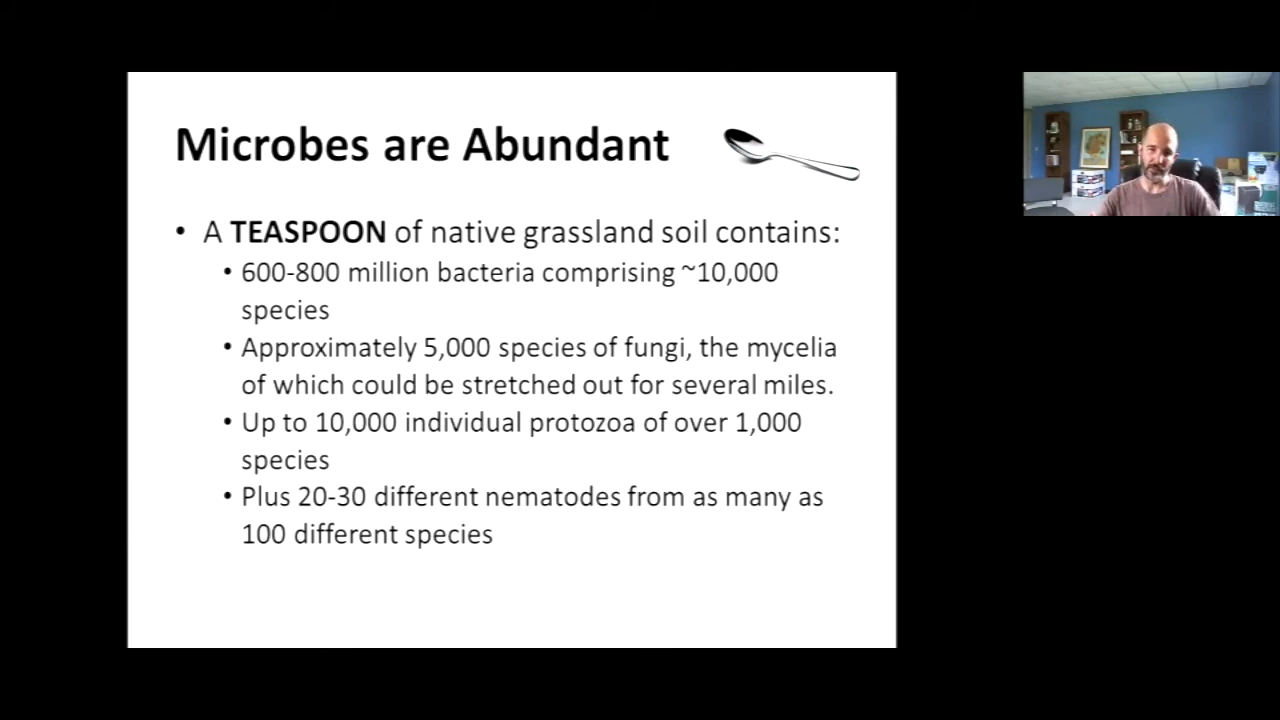 Microbes are Abundant
• A TEASPOON of native grassland soil contains:
• 600-800 million bacteria comprising ~10,000
species
• Approximately 5,000 species of fungi, the mycelia
of which could be stretched out for several miles.
• Up to 10,000 individual protozoa of over 1,000
species
• Plus 20-30 different nematodes from as many as
100 different species